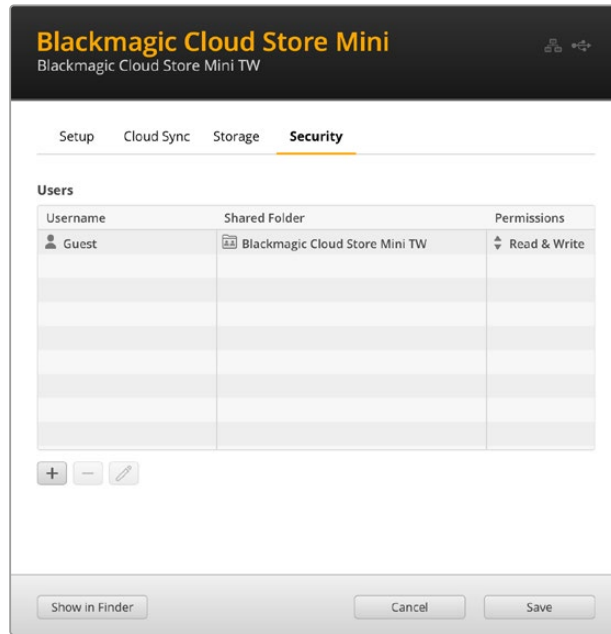 Blackmagic Cloud Store Mini
Blackmagic Cloud Store Mini TW
Setup Cloud Sync Storage Security
Users
Username Shared Folder Permissions
Guest Blackmagic Cloud Store Mini TW Read & Write
Show in Finder Cancel Save